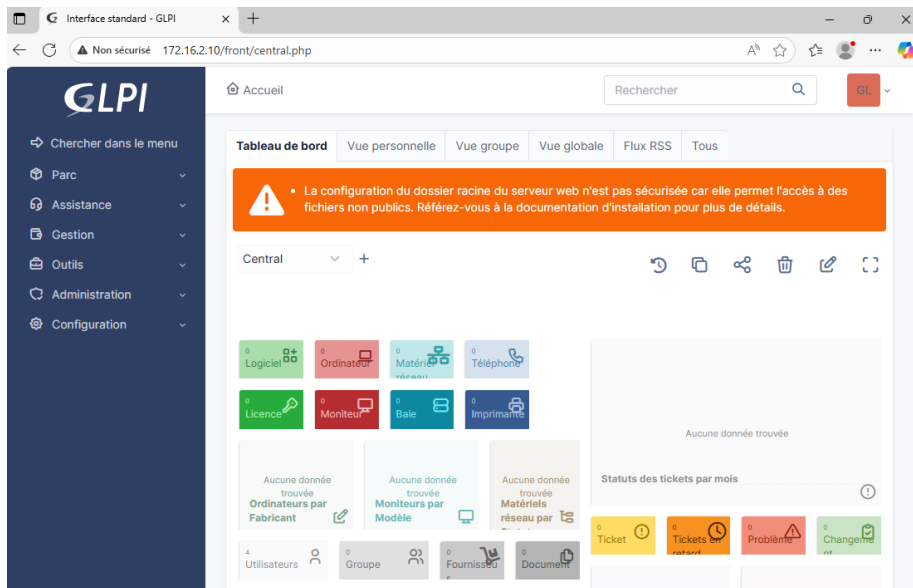 Interface standard - GLPI
Non sécurisé 172.16.2.10/front/central.php
GLPI
Accueil
Rechercher
GL
Chercher dans le menu
Parc
Assistance
Gestion
Outils
Administration
Configuration
Tableau de bord Vue personnelle Vue groupe Vue globale Flux RSS Tous
La configuration du dossier racine du serveur web n'est pas sécurisée car elle permet l'accès à des
fichiers non publics. Référez-vous à la documentation d'installation pour plus de détails.
Central
0
Logiciel
0
Ordinateur
0
Matériel
réseau
0
Téléphone
0
Licence
0
Moniteur
0
Baie
0
Imprimante
Aucune donnée
trouvée
Ordinateurs par
Fabricant
Aucune donnée
trouvée
Moniteurs par
Modèle
Aucune donnée
trouvée
Matériels
réseau par
Aucune donnée trouvée
Statuts des tickets par mois
0
Ticket
0
Tickets en
retard
0
Problème
0
Changeme
nt
4
Utilisateurs
0
Groupe
0
Fournisseu
r
0
Document